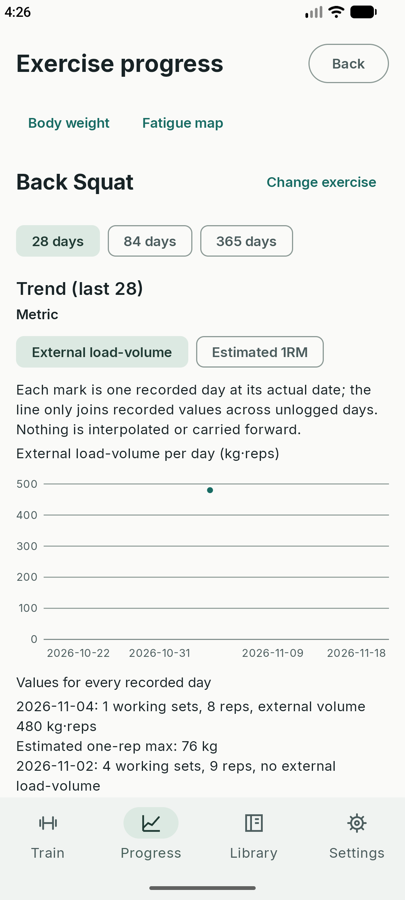 4:26
Exercise progress
Back
Body weight
Fatigue map
Back Squat
Change exercise
28 days
84 days
365 days
Trend (last 28)
Metric
External load-volume
Estimated 1RM
Each mark is one recorded day at its actual date; the
line only joins recorded values across unlogged days.
Nothing is interpolated or carried forward.
External load-volume per day (kg·reps)
500
400
300
200
100
0
2026-10-22
2026-10-31
2026-11-09
2026-11-18
Values for every recorded day
2026-11-04: 1 working sets, 8 reps, external volume
480 kg·reps
Estimated one-rep max: 76 kg
2026-11-02: 4 working sets, 9 reps, no external
load-volume
Train
Progress
Library
Settings